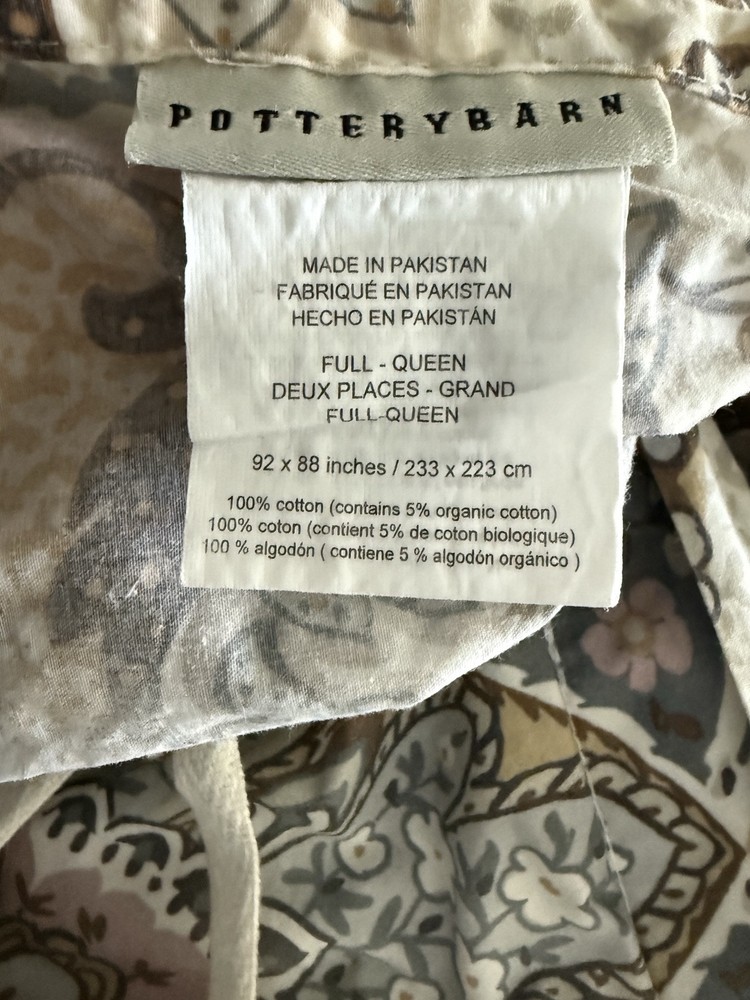 POTTERYBARN
MADE IN PAKISTAN
FABRIQUÉ EN PAKISTAN
HECHO EN PAKISTÁN
FULL - QUEEN
DEUX PLACES - GRAND
FULL-QUEEN
92 x 88 inches / 233 x 223 cm
100% cotton (contains 5% organic cotton)
100% coton (contient 5% de coton biologique)
100 % algodón ( contiene 5 % algodón orgánico )